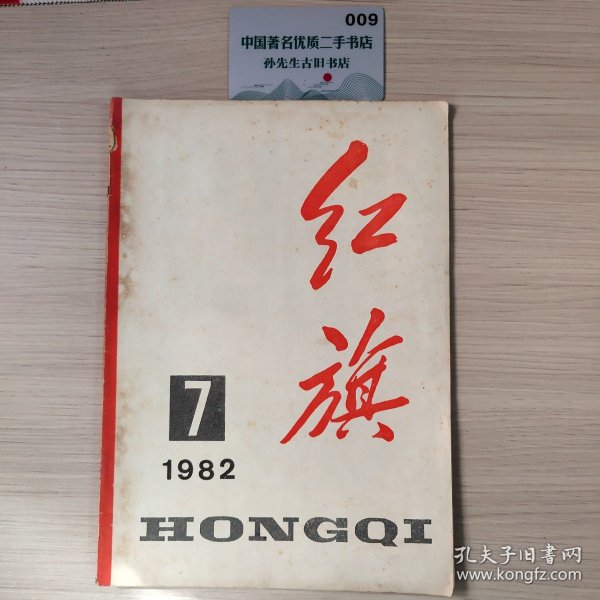 009
中国著名优质二手书店
孙先生古旧书店
红旗
7
1982
HONGQI
孔夫子旧书网
www.kongfz.com